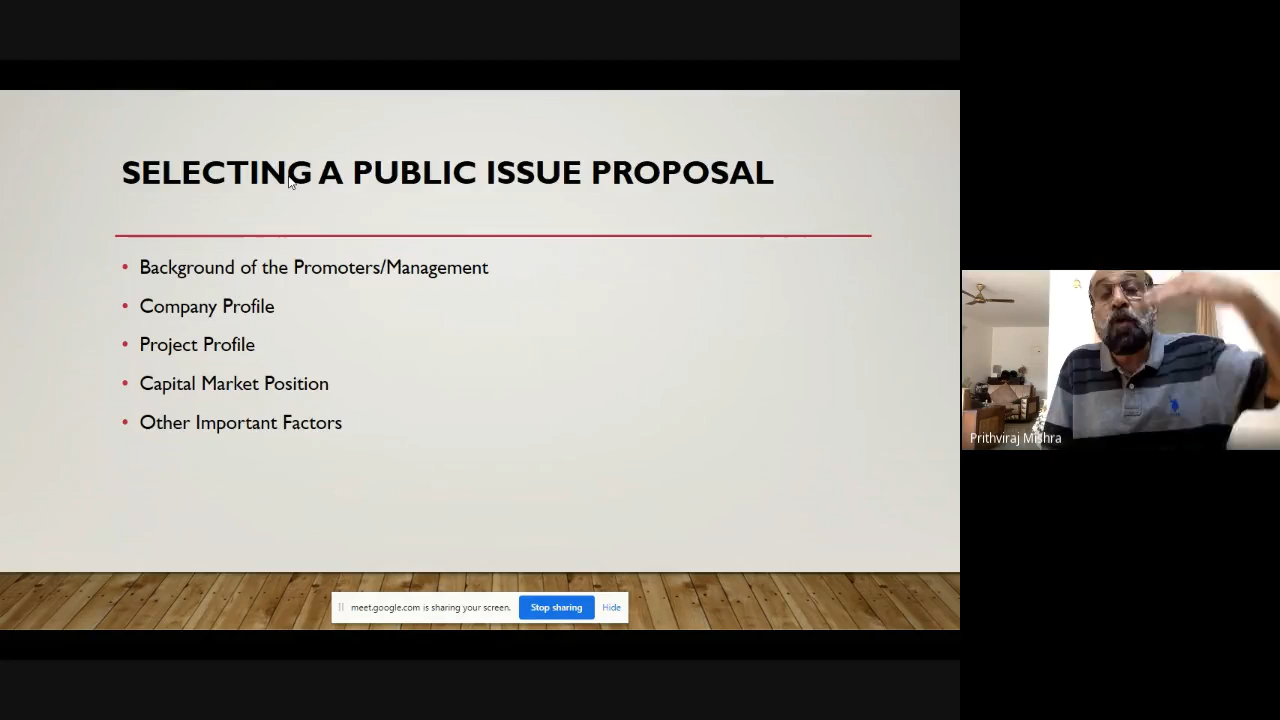 SELECTING A PUBLIC ISSUE PROPOSAL
• Background of the Promoters/Management
• Company Profile
• Project Profile
• Capital Market Position
• Other Important Factors
meet.google.com is sharing your screen. Stop sharing Hide
Prithviraj Mishra